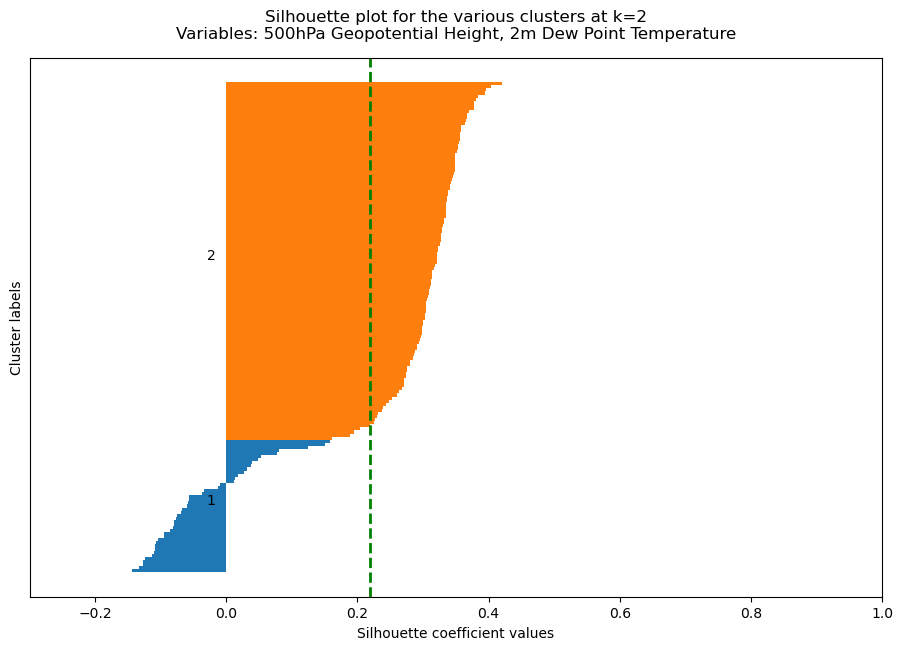 Silhouette plot for the various clusters at k=2
Variables: 500hPa Geopotential Height, 2m Dew Point Temperature
Cluster labels
2
1
−0.2 0.0 0.2 0.4 0.6 0.8 1.0
Silhouette coefficient values